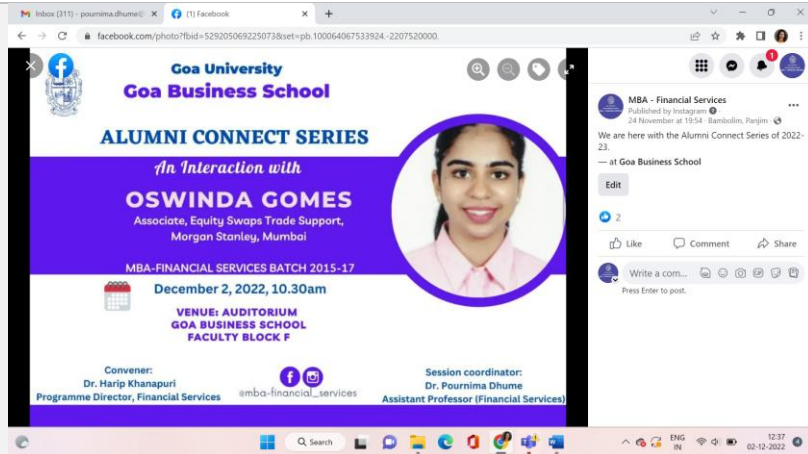 Inbox (311) - pournima.dhume@
(1) Facebook
facebook.com/photo?fbid=529205069225073&set=pb.100064067533924.-2207520000.
Goa University
Goa Business School
ALUMNI CONNECT SERIES
An Interaction with
OSWINDA GOMES
Associate, Equity Swaps Trade Support,
Morgan Stanley, Mumbai
MBA-FINANCIAL SERVICES BATCH 2015-17
December 2, 2022, 10.30am
VENUE: AUDITORIUM
GOA BUSINESS SCHOOL
FACULTY BLOCK F
Convener:
Dr. Harip Khanapuri
Programme Director, Financial Services
@mba-financial_services
Session coordinator:
Dr. Pournima Dhume
Assistant Professor (Financial Services)
1
MBA - Financial Services
Published by Instagram
24 November at 19:54 · Bambolim, Panjim ·
We are here with the Alumni Connect Series of 2022-
23.
— at Goa Business School
Edit
2
Like Comment Share
Write a com...
Press Enter to post.
Search
ENG
IN
12:37
02-12-2022
4